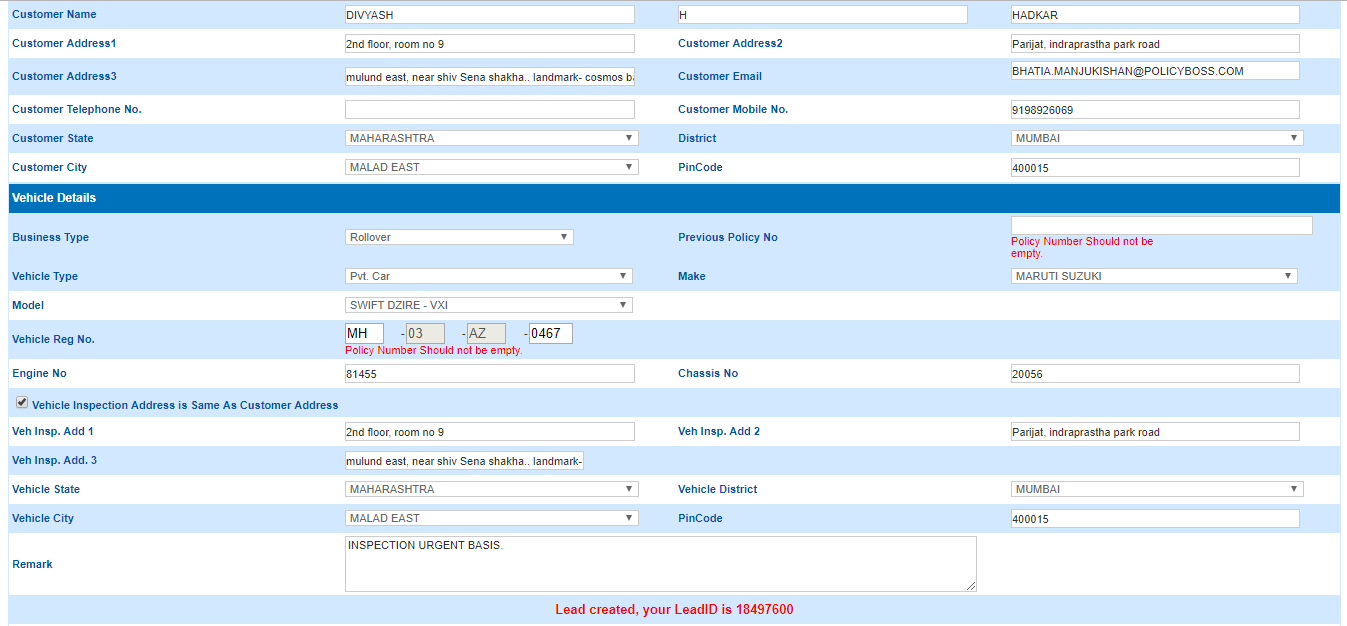 Customer Name DIVYASH H HADKAR
Customer Address1 2nd floor, room no 9 Customer Address2 Parijat, indraprastha park road
Customer Address3 mulund east, near shiv Sena shakha.. landmark- cosmos ba Customer Email BHATIA.MANJUKISHAN@POLICYBOSS.COM
Customer Telephone No. Customer Mobile No. 9198926069
Customer State MAHARASHTRA District MUMBAI
Customer City MALAD EAST PinCode 400015
Vehicle Details
Business Type Rollover Previous Policy No
Policy Number Should not be
empty.
Vehicle Type Pvt. Car Make MARUTI SUZUKI
Model SWIFT DZIRE - VXI
Vehicle Reg No. MH -03 -AZ -0467
Policy Number Should not be empty.
Engine No 81455 Chassis No 20056
Vehicle Inspection Address is Same As Customer Address
Veh Insp. Add 1 2nd floor, room no 9 Veh Insp. Add 2 Parijat, indraprastha park road
Veh Insp. Add. 3 mulund east, near shiv Sena shakha.. landmark-
Vehicle State MAHARASHTRA Vehicle District MUMBAI
Vehicle City MALAD EAST PinCode 400015
Remark INSPECTION URGENT BASIS.
Lead created, your LeadID is 18497600